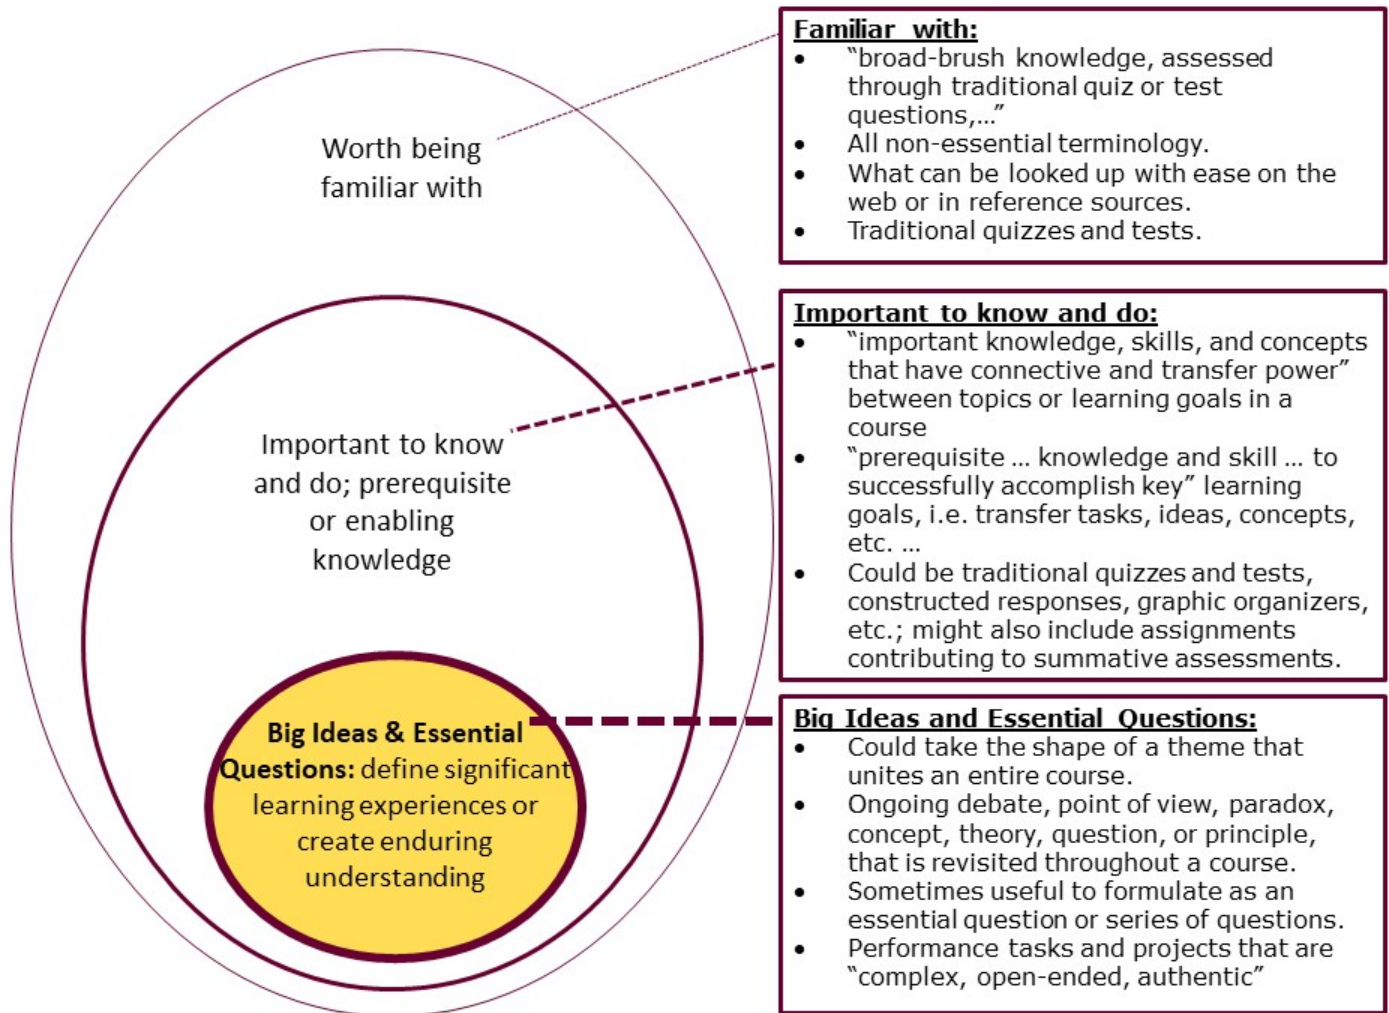 Worth being
familiar with
Important to know
and do; prerequisite
or enabling
knowledge
Big Ideas & Essential
Questions: define significant
learning experiences or
create enduring
understanding
Familiar with:
• “broad-brush knowledge, assessed
through traditional quiz or test
questions,…”
• All non-essential terminology.
• What can be looked up with ease on the
web or in reference sources.
• Traditional quizzes and tests.
Important to know and do:
• “important knowledge, skills, and concepts
that have connective and transfer power”
between topics or learning goals in a
course
• “prerequisite … knowledge and skill … to
successfully accomplish key” learning
goals, i.e. transfer tasks, ideas, concepts,
etc. …
• Could be traditional quizzes and tests,
constructed responses, graphic organizers,
etc.; might also include assignments
contributing to summative assessments.
Big Ideas and Essential Questions:
• Could take the shape of a theme that
unites an entire course.
• Ongoing debate, point of view, paradox,
concept, theory, question, or principle,
that is revisited throughout a course.
• Sometimes useful to formulate as an
essential question or series of questions.
• Performance tasks and projects that are
“complex, open-ended, authentic”